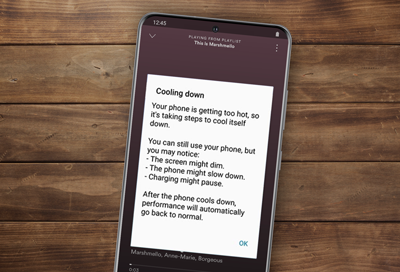 12:45
PLAYING FROM PLAYLIST
This is Marshmello
Cooling down
Your phone is getting too hot, so
it's taking steps to cool itself
down.
You can still use your phone, but
you may notice:
- The screen might dim.
- The phone might slow down.
- Charging might pause.
After the phone cools down,
performance will automatically
go back to normal.
OK
Marshmello, Anne-Marie, Borgeous
0:03